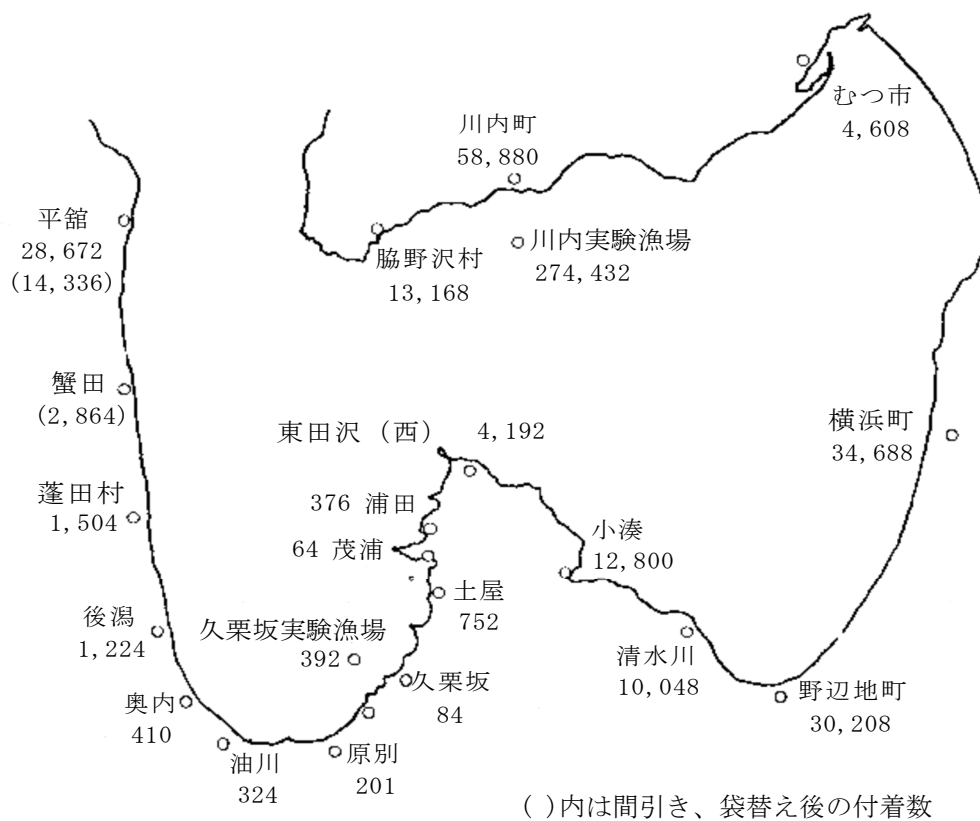 むつ市
4,608
川内町
58,880
川内実験漁場
274,432
脇野沢村
13,168
平舘
28,672
(14,336)
蟹田
(2,864)
横浜町
34,688
東田沢 (西) 4,192
蓬田村
1,504
376 浦田
64 茂浦
小湊
12,800
土屋
752
後潟
1,224
久栗坂実験漁場
392
清水川
10,048
久栗坂
84
野辺地町
30,208
奥内
410
油川
324
原別
201
( )内は間引き、袋替え後の付着数